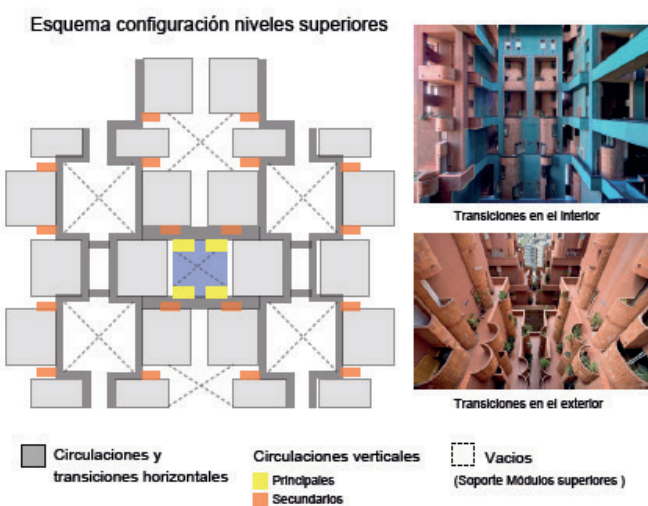 Esquema configuración niveles superiores
Transiciones en el interior
Transiciones en el exterior
Circulaciones y
transiciones horizontales
Circulaciones verticales
Principales
Secundarios
Vacios
(Soporte Módulos superiores )